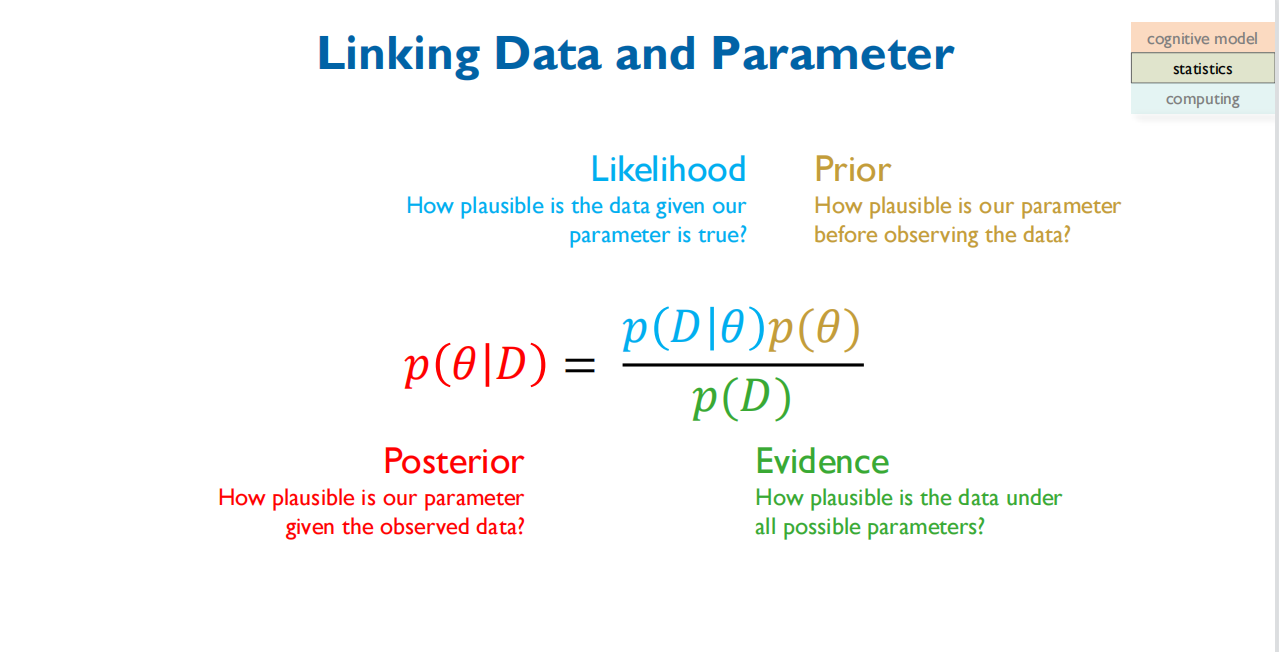 Linking Data and Parameter
cognitive model
statistics
computing
Likelihood
How plausible is the data given our
parameter is true?
Prior
How plausible is our parameter
before observing the data?
p(θ|D) = p(D|θ)p(θ)
p(D)
Posterior
How plausible is our parameter
given the observed data?
Evidence
How plausible is the data under
all possible parameters?